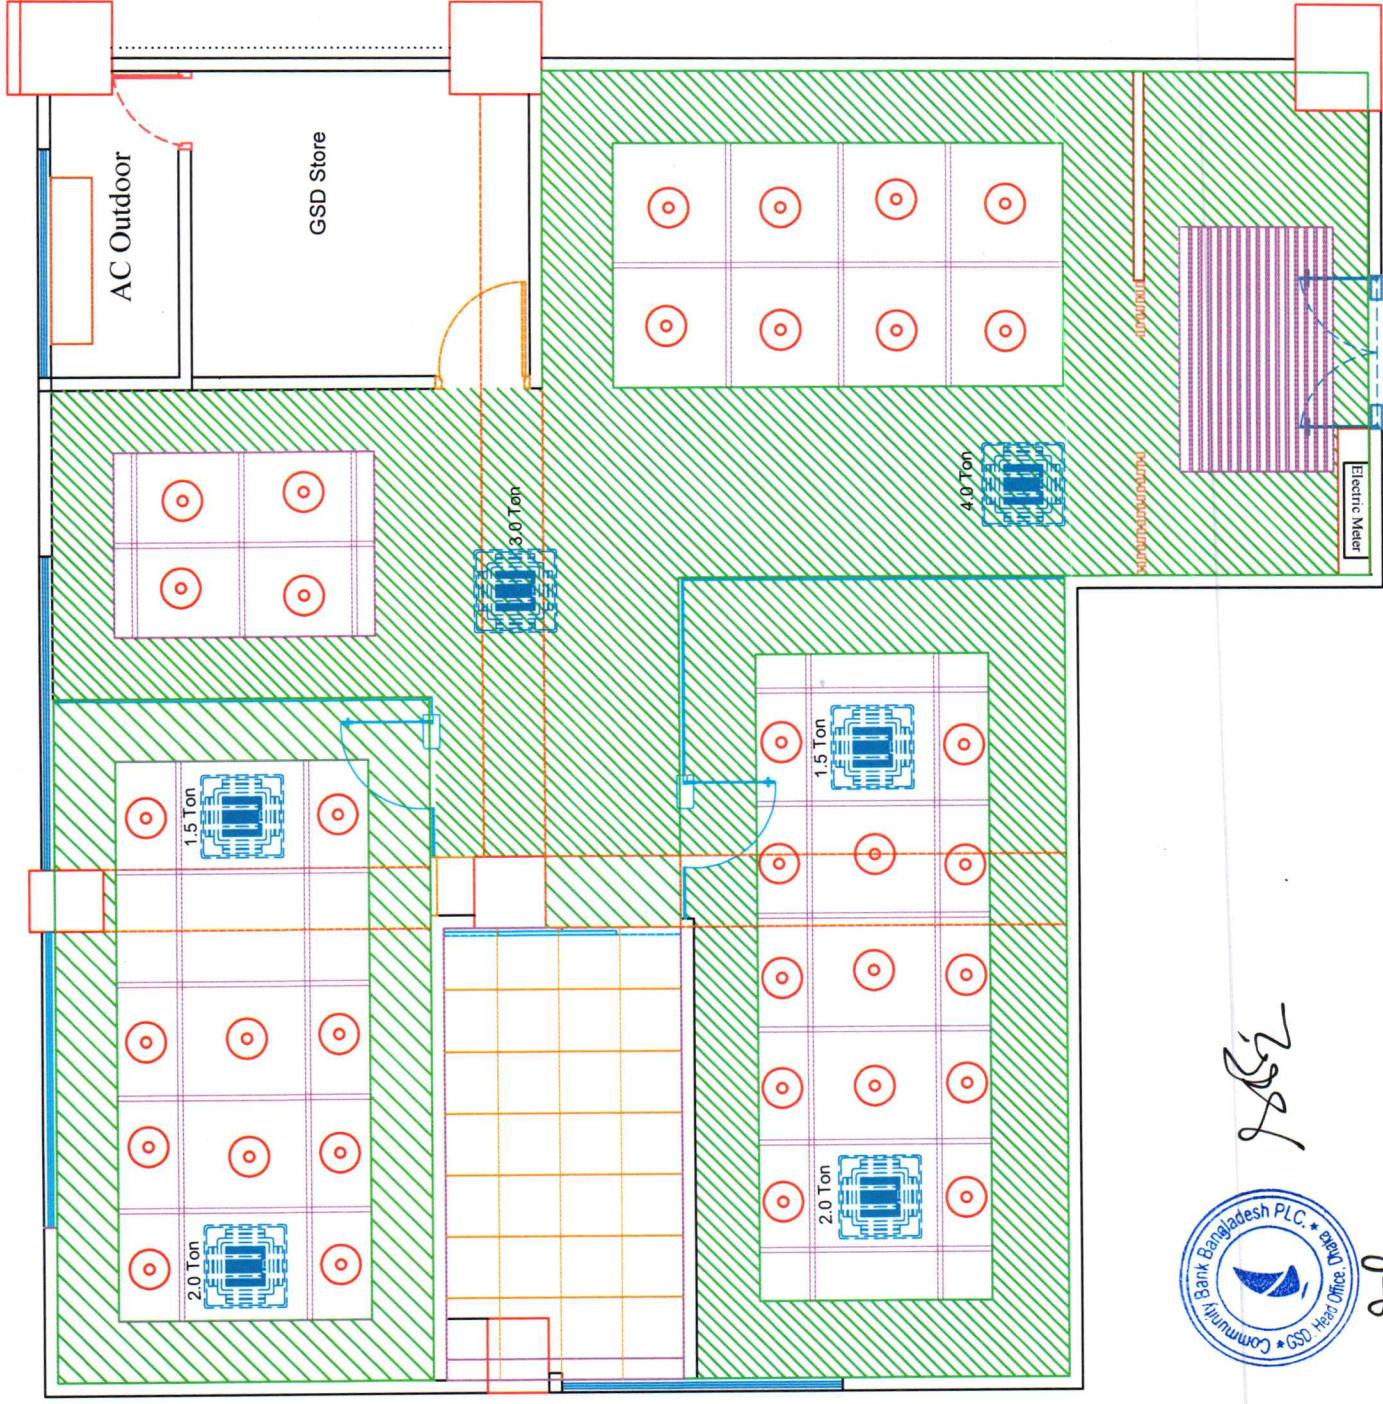 AC Outdoor
GSD Store
3.0 Ton
4.0 Ton
Electric Meter
1.5 Ton
1.5 Ton
2.0 Ton
2.0 Ton
Community Bank Bangladesh PLC.
* GSD. Head Office, Dhaka *